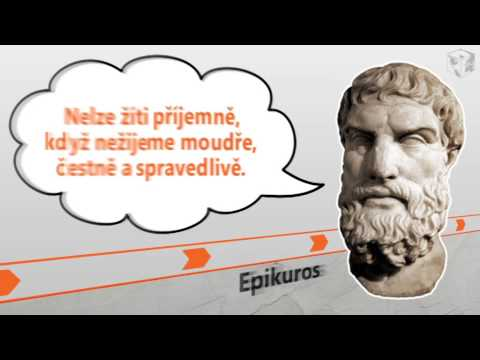 Nelze žíti příjemně,
když nežijeme moudře,
čestně a spravedlivě.
Epikuros